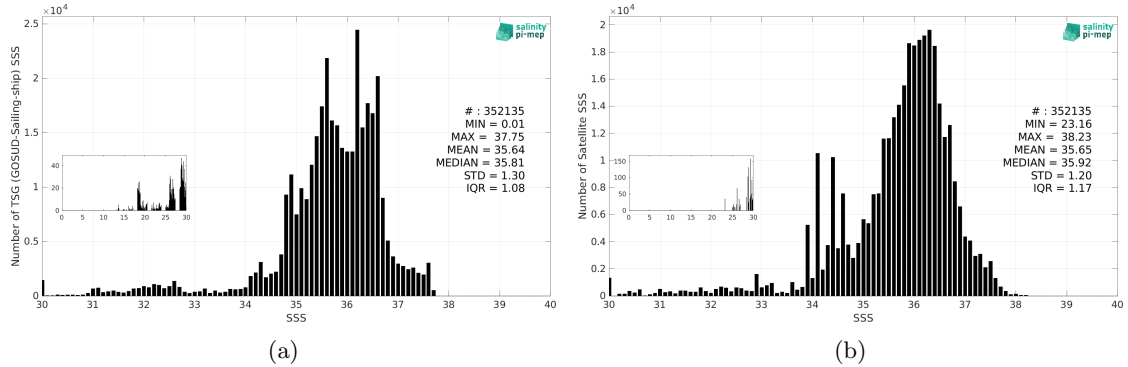 ×10⁴
2.5
2
1.5
1
0.5
0
Number of TSG (GOSUD-Sailing-ship) SSS
salinity
pi-mep
# : 352135
MIN = 0.01
MAX = 37.75
MEAN = 35.64
MEDIAN = 35.81
STD = 1.30
IQR = 1.08
40
20
0
0 5 10 15 20 25 30
30 31 32 33 34 35 36 37 38 39 40
SSS
(a)
×10⁴
2
1.8
1.6
1.4
1.2
1
0.8
0.6
0.4
0.2
0
Number of Satellite SSS
salinity
pi-mep
# : 352135
MIN = 23.16
MAX = 38.23
MEAN = 35.65
MEDIAN = 35.92
STD = 1.20
IQR = 1.17
150
100
50
0
0 5 10 15 20 25 30
30 31 32 33 34 35 36 37 38 39 40
SSS
(b)